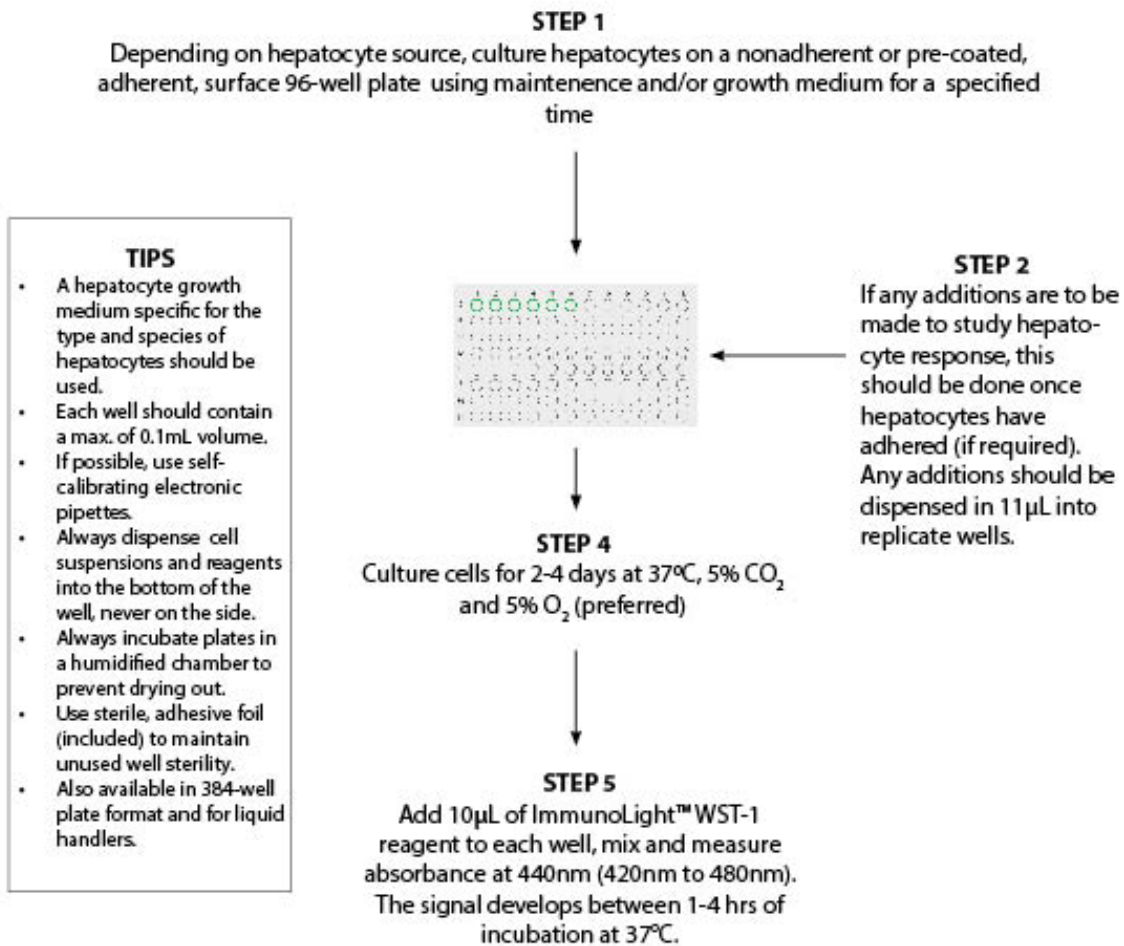 STEP 1
Depending on hepatocyte source, culture hepatocytes on a nonadherent or pre-coated,
adherent, surface 96-well plate using maintenence and/or growth medium for a specified
time
TIPS
• A hepatocyte growth
medium specific for the
type and species of
hepatocytes should be
used.
• Each well should contain
a max. of 0.1mL volume.
• If possible, use self-
calibrating electronic
pipettes.
• Always dispense cell
suspensions and reagents
into the bottom of the
well, never on the side.
• Always incubate plates in
a humidified chamber to
prevent drying out.
• Use sterile, adhesive foil
(included) to maintain
unused well sterility.
• Also available in 384-well
plate format and for liquid
handlers.
STEP 2
If any additions are to be
made to study hepato-
cyte response, this
should be done once
hepatocytes have
adhered (if required).
Any additions should be
dispensed in 11µL into
replicate wells.
STEP 4
Culture cells for 2-4 days at 37ºC, 5% CO₂
and 5% O₂ (preferred)
STEP 5
Add 10µL of ImmunoLight™ WST-1
reagent to each well, mix and measure
absorbance at 440nm (420nm to 480nm).
The signal develops between 1-4 hrs of
incubation at 37ºC.